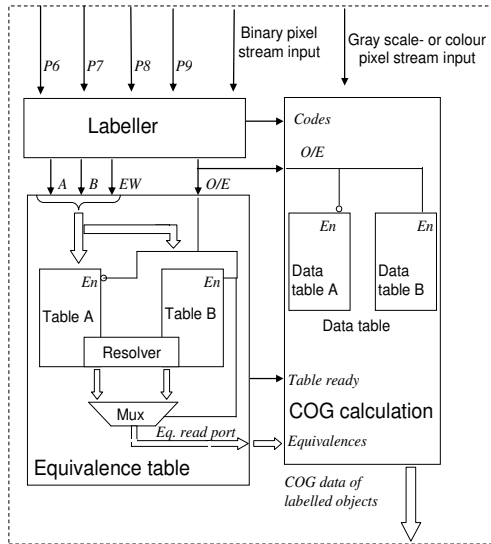 P6
P7
P8
P9
Binary pixel
stream input
Gray scale- or colour
pixel stream input
Labeller
Codes
A
B
EW
O/E
O/E
En
En
Table A
Table B
Resolver
Mux
Eq. read port
Equivalence table
En
En
Data
table A
Data
table B
Data table
Table ready
COG calculation
Equivalences
COG data of
labelled objects